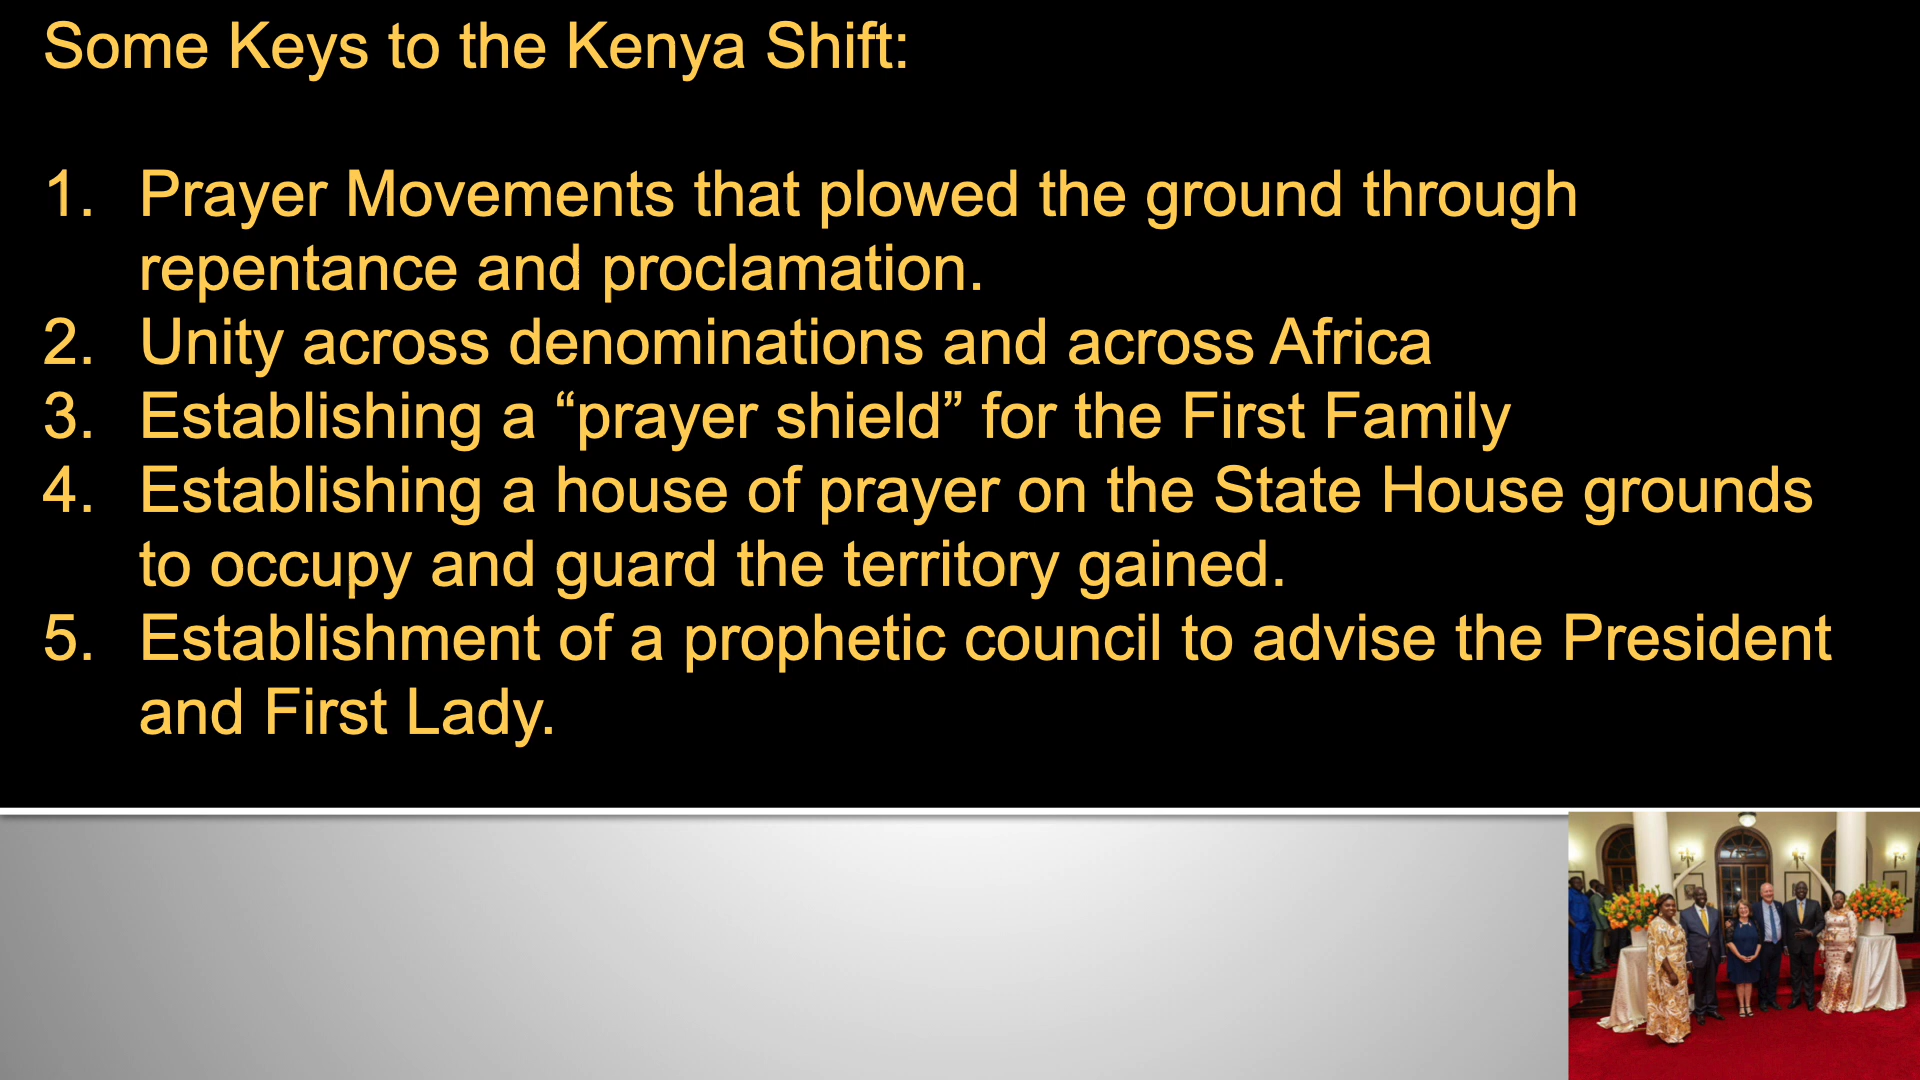 Some Keys to the Kenya Shift:
1. Prayer Movements that plowed the ground through
repentance and proclamation.
2. Unity across denominations and across Africa
3. Establishing a “prayer shield” for the First Family
4. Establishing a house of prayer on the State House grounds
to occupy and guard the territory gained.
5. Establishment of a prophetic council to advise the President
and First Lady.